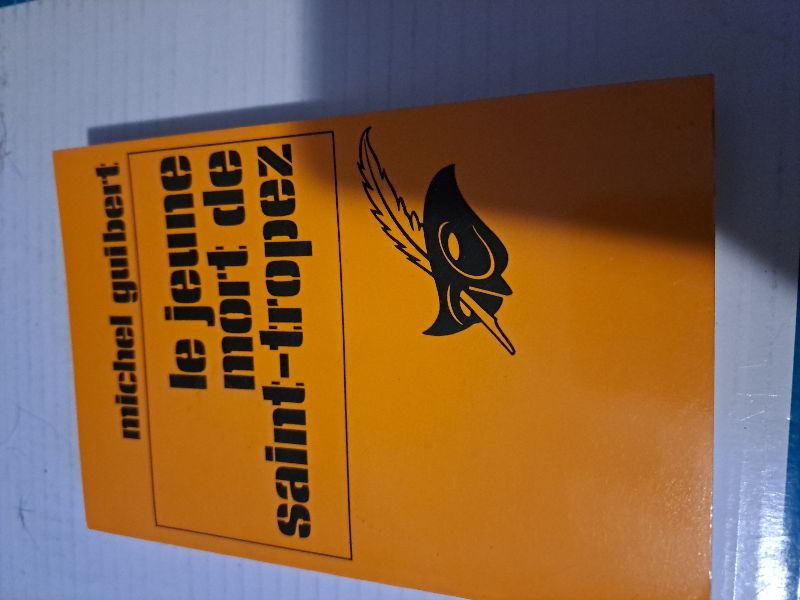 michel guibert
le jeune
mort de
saint-tropez